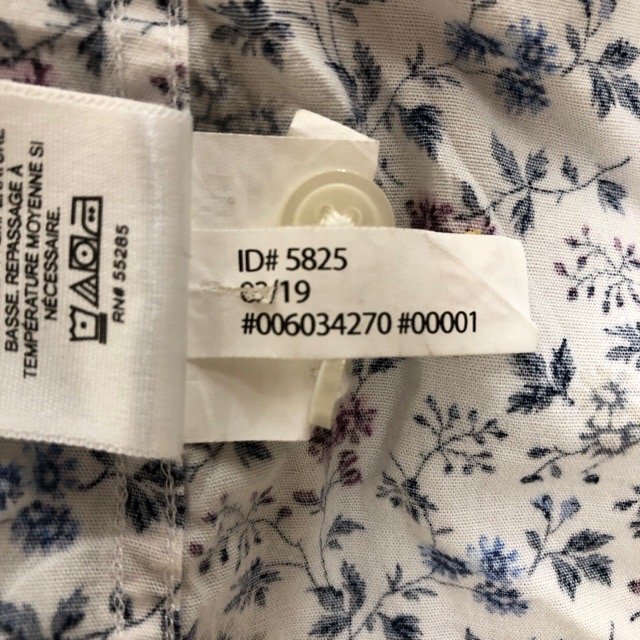 BASSE. REPASSAGE À
TEMPÉRATURE MOYENNE SI
NÉCESSAIRE.
RN# 55285
ID# 5825
/19
#006034270 #00001